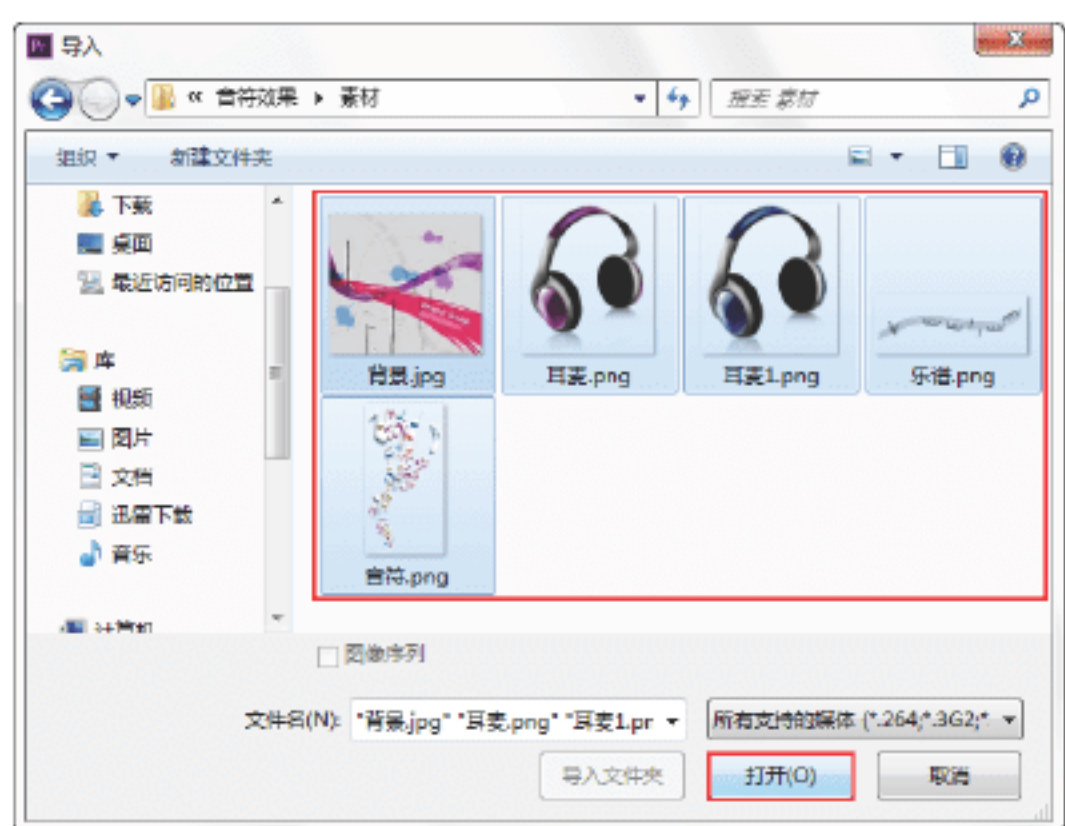 Pr 导入
« 音符效果 ▸ 素材
搜索 素材
组织 新建文件夹
下载
桌面
最近访问的位置
库
视频
图片
文档
迅雷下载
音乐
计算机
背景.jpg 耳麦.png 耳麦1.png 乐谱.png
音符.png
图像序列
文件名(N): "背景.jpg" "耳麦.png" "耳麦1.pr 所有支持的媒体 (*.264;*.3G2;*.
导入文件夹 打开(O) 取消